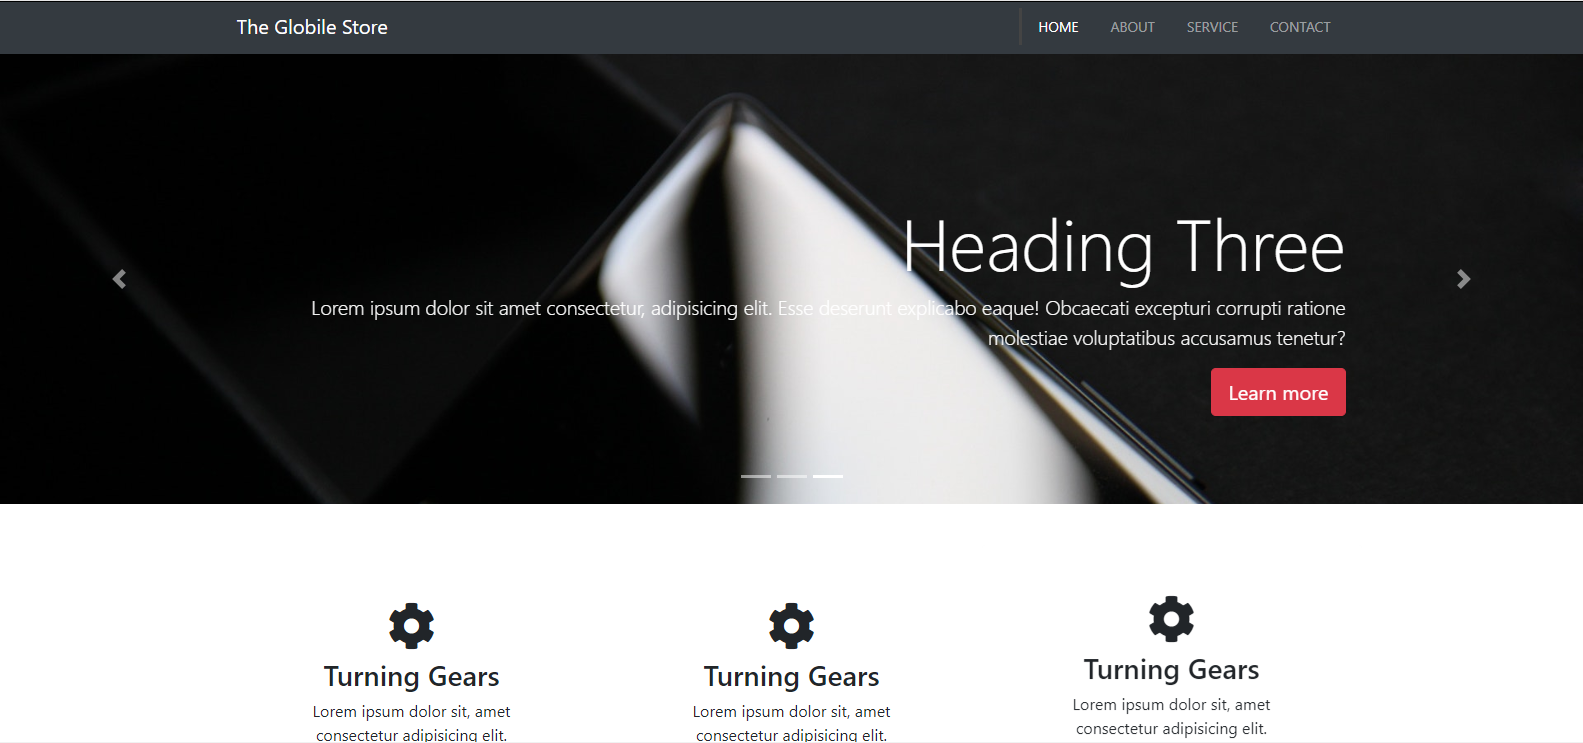 The Globile Store
HOME ABOUT SERVICE CONTACT
Heading Three
Lorem ipsum dolor sit amet consectetur, adipisicing elit. Esse deserunt explicabo eaque! Obcaecati excepturi corrupti ratione
molestiae voluptatibus accusamus tenetur?
Learn more
Turning Gears
Lorem ipsum dolor sit, amet
consectetur adipisicing elit.
Turning Gears
Lorem ipsum dolor sit, amet
consectetur adipisicing elit.
Turning Gears
Lorem ipsum dolor sit, amet
consectetur adipisicing elit.